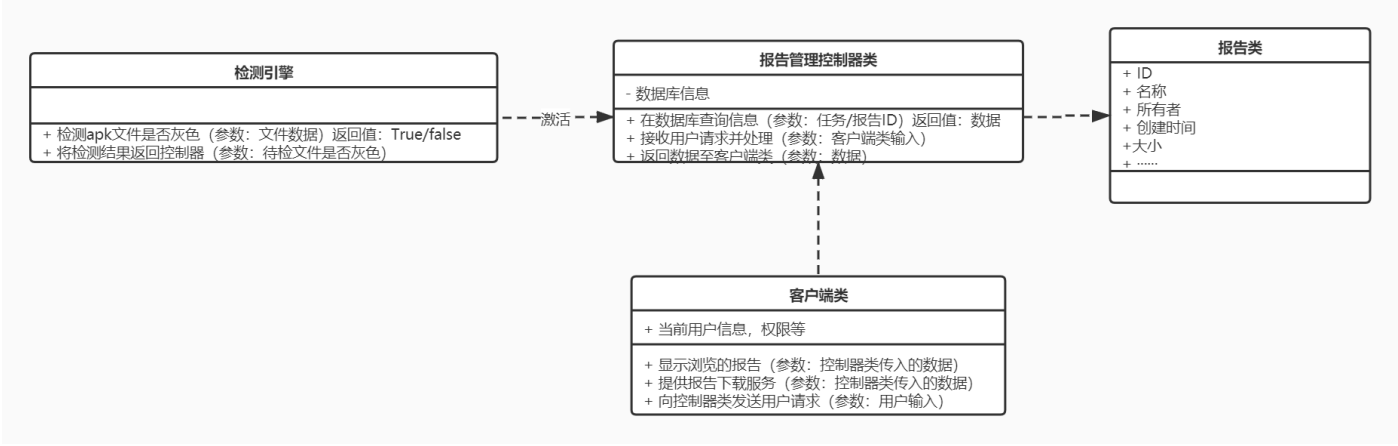 检测引擎
+ 检测apk文件是否灰色（参数：文件数据）返回值：True/false
+ 将检测结果返回控制器（参数：待检文件是否灰色）
激活
报告管理控制器类
- 数据库信息
+ 在数据库查询信息（参数：任务/报告ID）返回值：数据
+ 接收用户请求并处理（参数：客户端类输入）
+ 返回数据至客户端类（参数：数据）
报告类
+ ID
+ 名称
+ 所有者
+ 创建时间
+大小
+ ······
客户端类
+ 当前用户信息，权限等
+ 显示浏览的报告（参数：控制器类传入的数据）
+ 提供报告下载服务（参数：控制器类传入的数据）
+ 向控制器类发送用户请求（参数：用户输入）